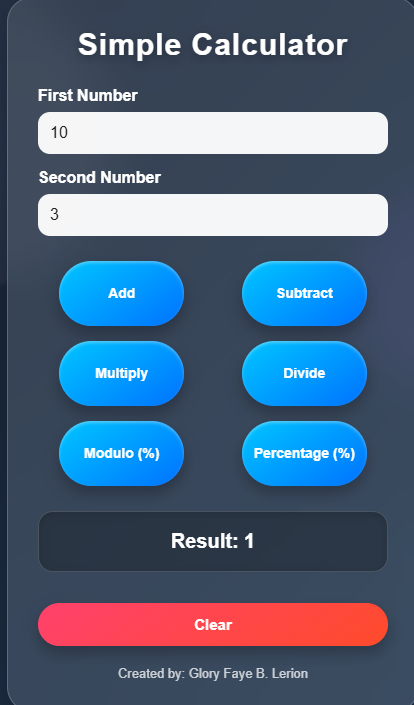 Simple Calculator
First Number
10
Second Number
3
Add
Subtract
Multiply
Divide
Modulo (%)
Percentage (%)
Result: 1
Clear
Created by: Glory Faye B. Lerion